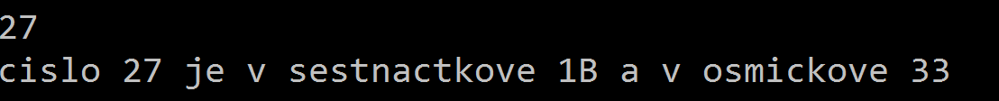 27
cislo 27 je v sestnactkove 1B a v osmickove 33